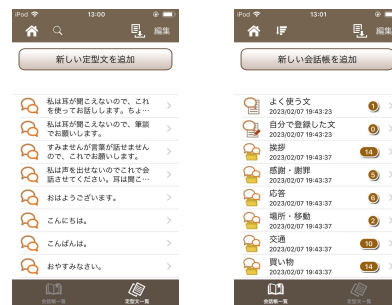 iPod
13:00
編集
新しい定型文を追加
私は耳が聞こえないので、これ
を使ってお話しします。ちょ…
私は耳が聞こえないので、筆談
でお願いします。
すみませんが言葉が話せません
ので、これでお願いします。
私は声を出せないのでこれで会
話させてください。耳は聞こ…
おはようございます。
こんにちは。
こんばんは。
おやすみなさい。
会話帳一覧
定型文一覧
iPod
13:01
編集
新しい会話帳を追加
よく使う文
2023/02/07 19:43:23
1
自分で登録した文
2023/02/07 19:43:23
0
挨拶
2023/02/07 19:43:37
14
感謝・謝罪
2023/02/07 19:43:37
5
応答
2023/02/07 19:43:37
6
場所・移動
2023/02/07 19:43:37
2
交通
2023/02/07 19:43:37
10
買い物
2023/02/07 19:43:37
14
会話帳一覧
定型文一覧